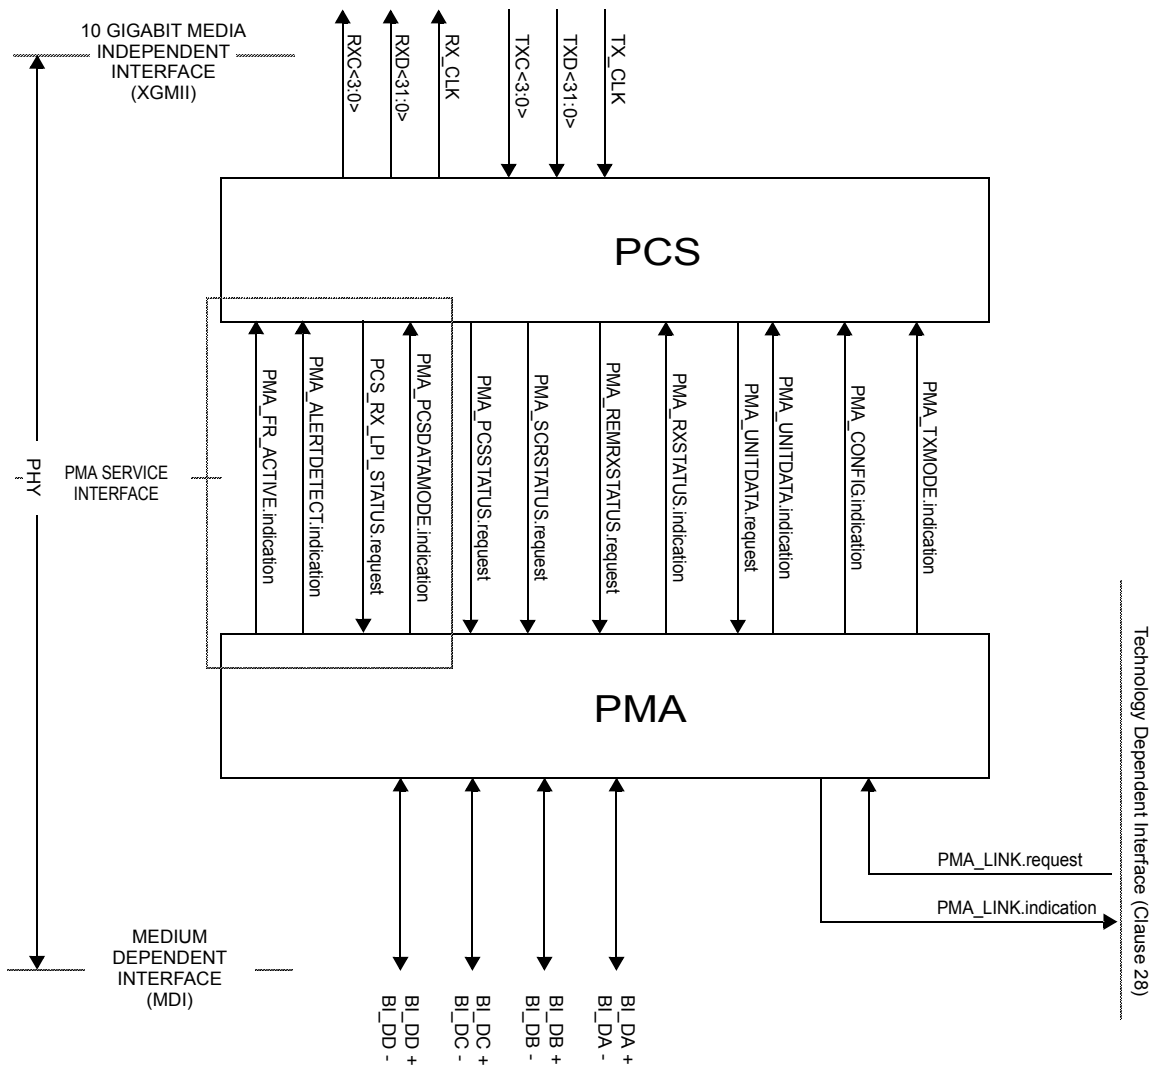 10 GIGABIT MEDIA
INDEPENDENT
INTERFACE
(XGMII)
RXC<3:0>
RXD<31:0>
RX_CLK
TXC<3:0>
TXD<31:0>
TX_CLK
PCS
PMA_FR_ACTIVE.indication
PMA_ALERTDETECT.indication
PCS_RX_LPI_STATUS.request
PMA_PCSDATAMODE.indication
PMA_PCSSTATUS.request
PMA_SCRSTATUS.request
PMA_REMRXSTATUS.request
PMA_RXSTATUS.indication
PMA_UNITDATA.request
PMA_UNITDATA.indication
PMA_CONFIG.indication
PMA_TXMODE.indication
PHY
PMA SERVICE
INTERFACE
PMA
Technology Dependent Interface (Clause 28)
PMA_LINK.request
PMA_LINK.indication
MEDIUM
DEPENDENT
INTERFACE
(MDI)
BI_DD +
BI_DD -
BI_DC +
BI_DC -
BI_DB +
BI_DB -
BI_DA +
BI_DA -